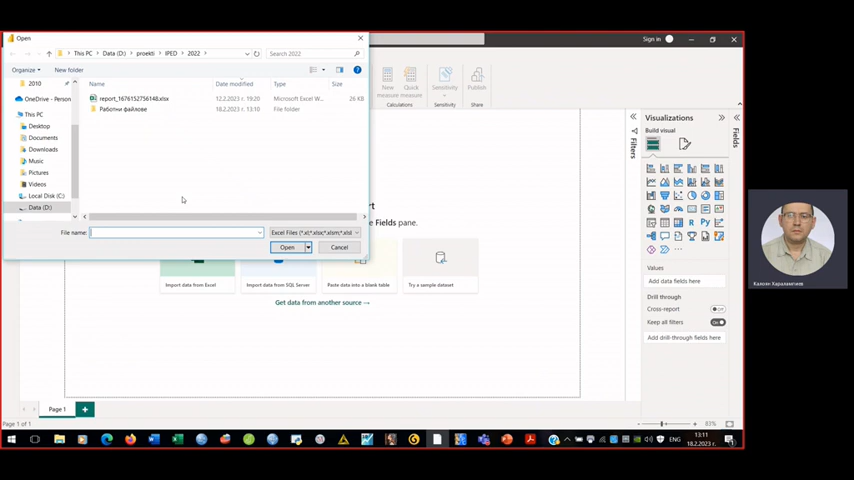 Open
This PC
Data (D:)
proekti
IPED
2022
Search 2022
Sign in
Organize
New folder
2010
OneDrive - Person
This PC
Desktop
Documents
Downloads
Music
Pictures
Videos
Local Disk (C:)
Data (D:)
Name
Date modified
Type
Size
report_1676152756148.xlsx
12.2.2023 г. 19:20
Microsoft Excel W...
26 KB
Работни файлове
18.2.2023 г. 13:10
File folder
File name:
Excel Files (*.xl;*.xlsx;*.xlsm;*.xlsb
Open
Cancel
New
measure
Quick
measure
Calculations
Sensitivity
Sensitivity
Publish
Share
Fields pane.
Import data from Excel
Import data from SQL Server
Paste data into a blank table
Try a sample dataset
Get data from another source →
Filters
Visualizations
Build visual
R
Py
Values
Add data fields here
Drill through
Cross-report
Off
Keep all filters
On
Add drill-through fields here
Fields
Page 1
Page 1 of 1
83%
ENG
13:11
18.2.2023 г.